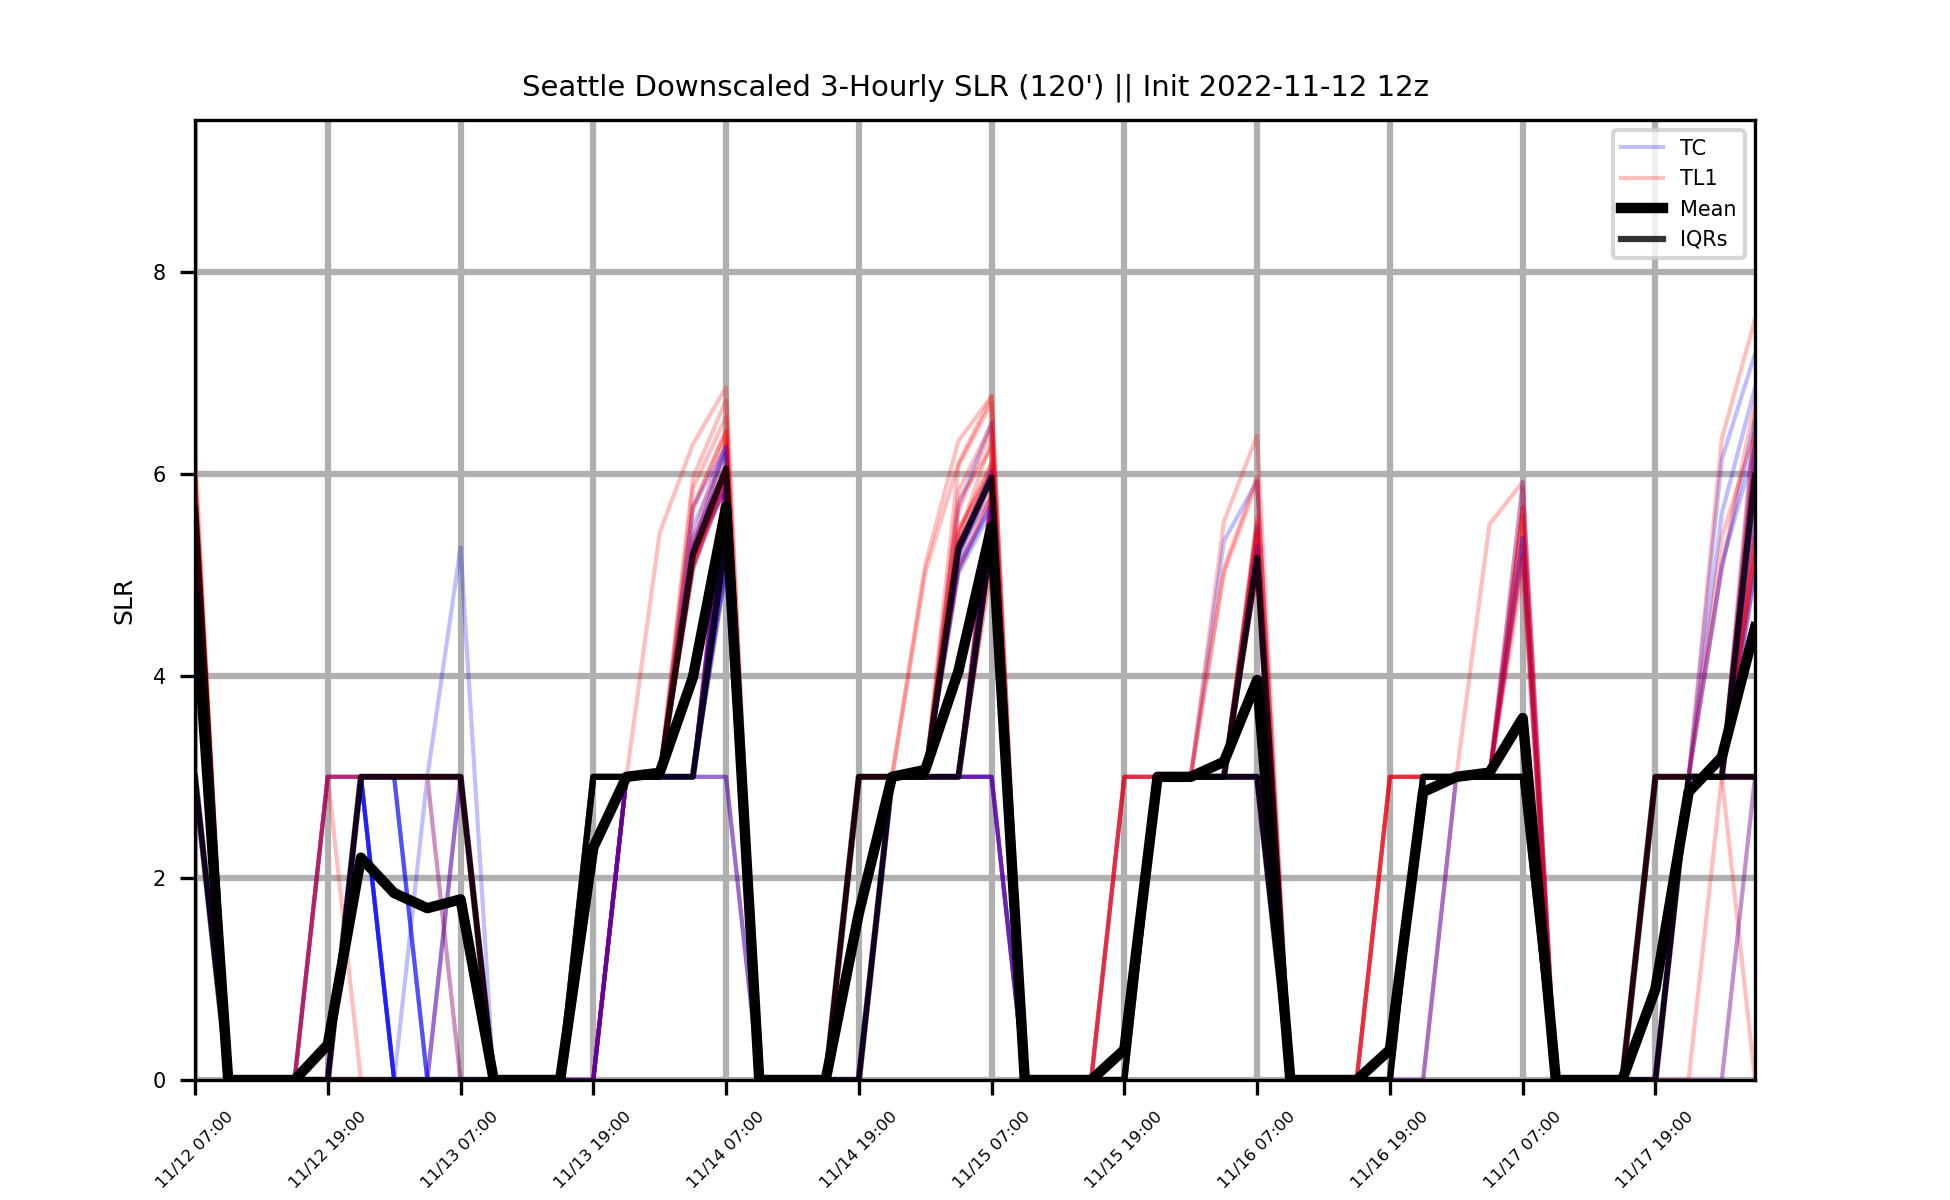 Seattle Downscaled 3-Hourly SLR (120') || Init 2022-11-12 12z
TC
TL1
Mean
IQRs
SLR
8
6
4
2
0
11/12 07:00
11/12 19:00
11/13 07:00
11/13 19:00
11/14 07:00
11/14 19:00
11/15 07:00
11/15 19:00
11/16 07:00
11/16 19:00
11/17 07:00
11/17 19:00